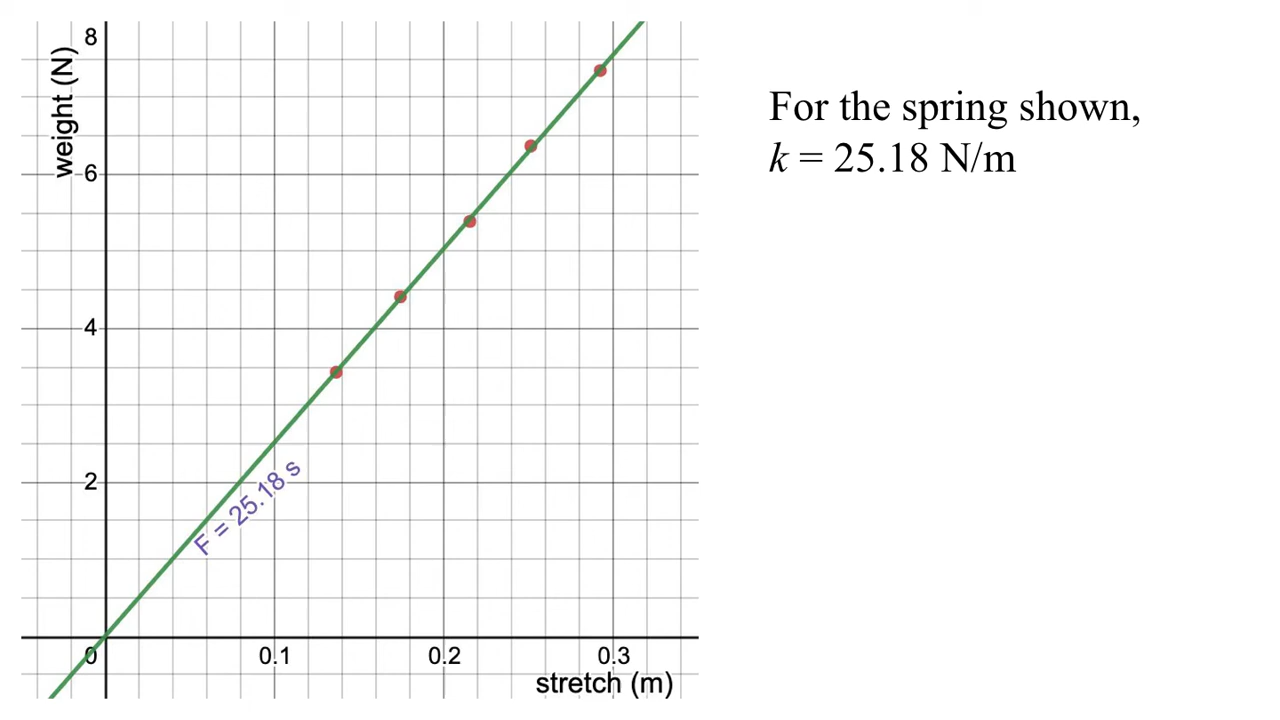 8
weight (N)
6
4
2
F = 25.18 s
0
0.1
0.2
0.3
stretch (m)
For the spring shown,
k = 25.18 N/m